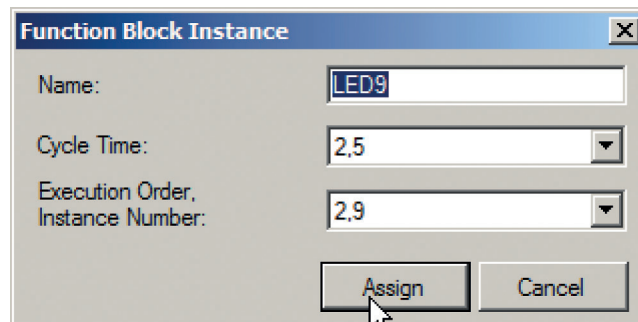 Function Block Instance
Name: LED9
Cycle Time: 2,5
Execution Order,
Instance Number: 2,9
Assign Cancel